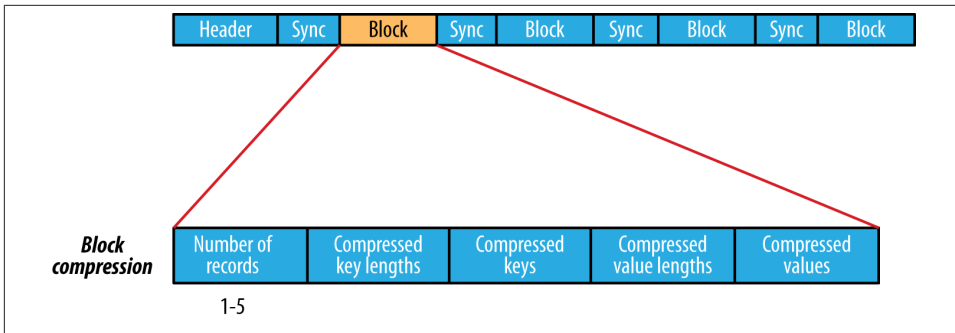 Header Sync Block Sync Block Sync Block Sync Block
Block compression
Number of records
Compressed key lengths
Compressed keys
Compressed value lengths
Compressed values
1-5